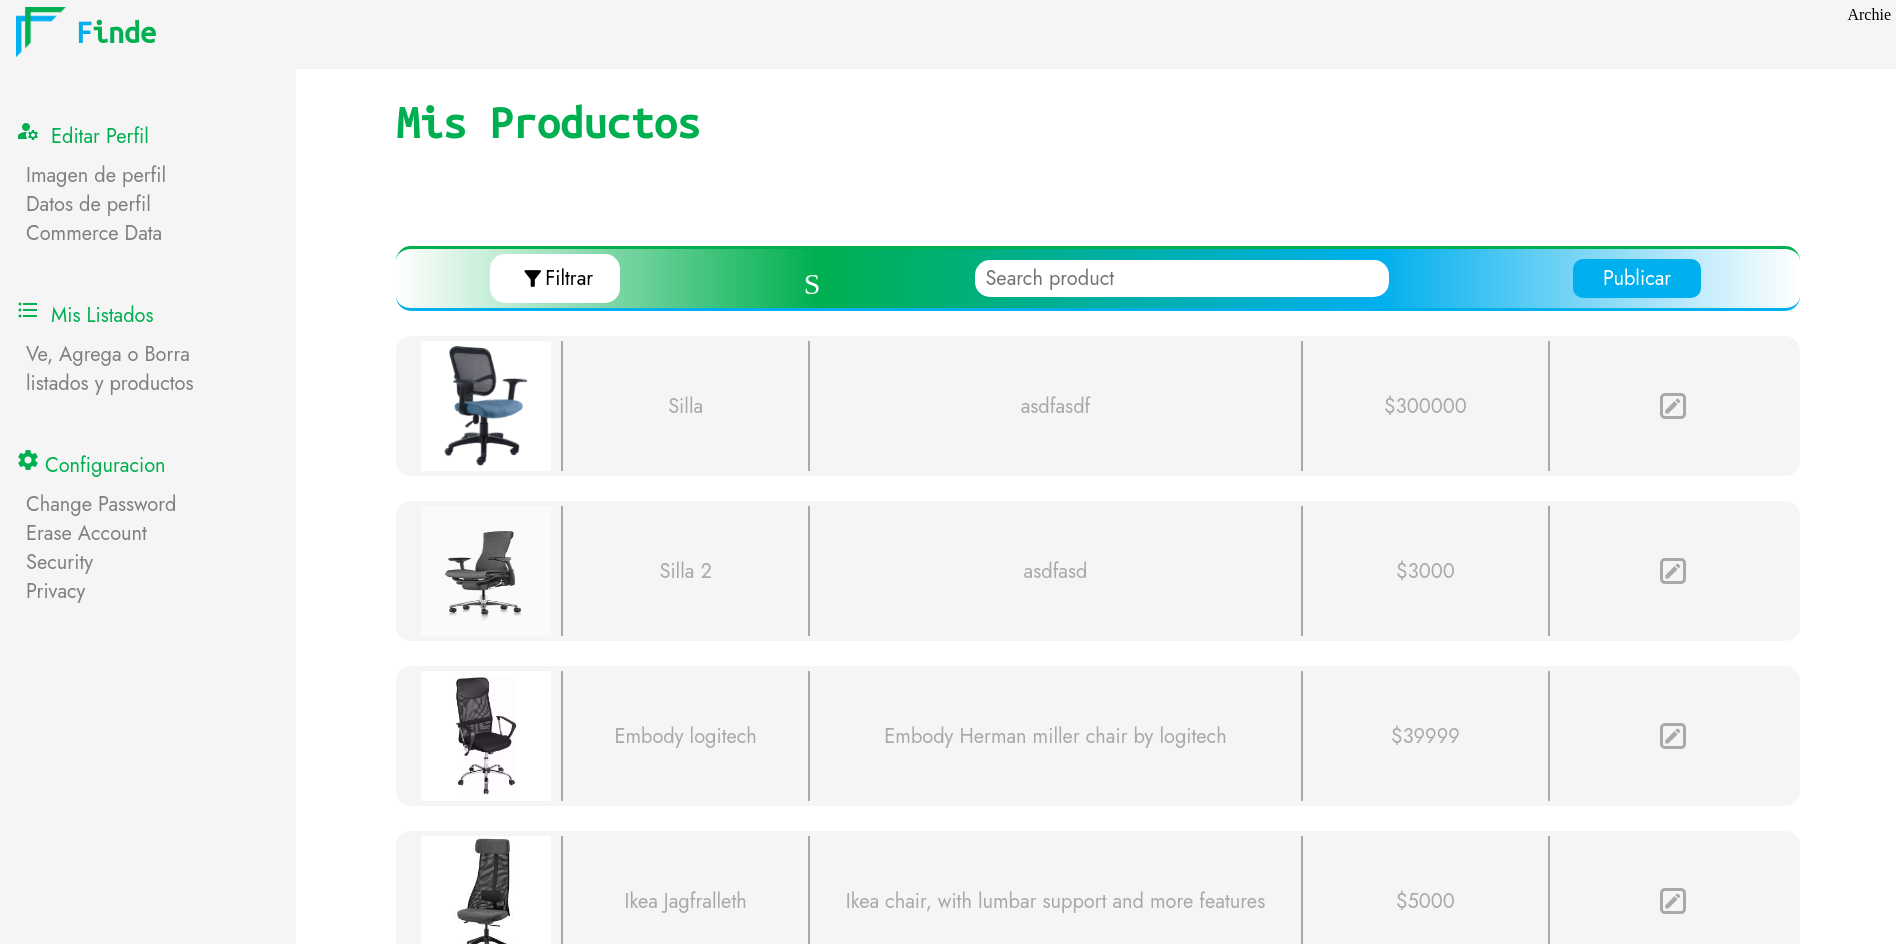 Finde
Archie
Editar Perfil
Imagen de perfil
Datos de perfil
Commerce Data
Mis Listados
Ve, Agrega o Borra
listados y productos
Configuracion
Change Password
Erase Account
Security
Privacy
Mis Productos
Filtrar
S
Search product
Publicar
Silla
asdfasdf
$300000
Silla 2
asdfasd
$3000
Embody logitech
Embody Herman miller chair by logitech
$39999
Ikea Jagfralleth
Ikea chair, with lumbar support and more features
$5000